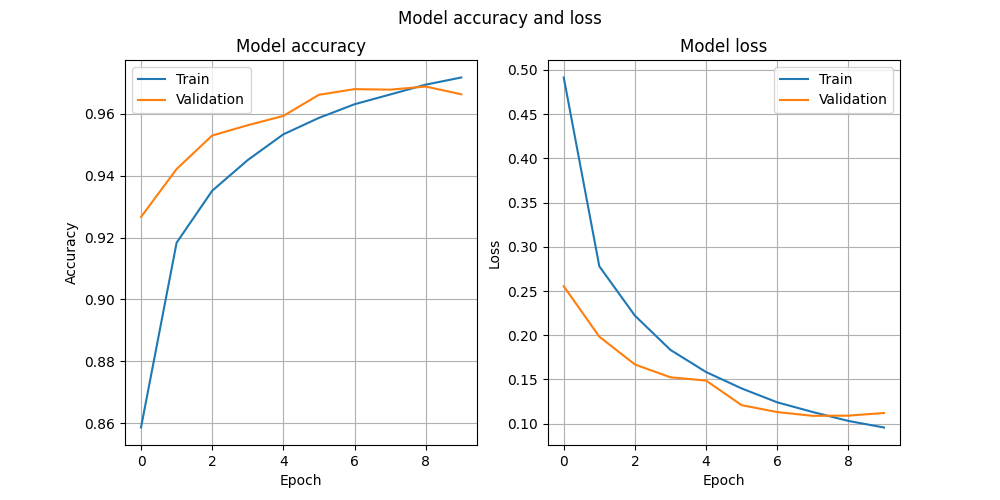 Model accuracy and loss
Model accuracy
Train
Validation
0.96
0.94
0.92
0.90
0.88
0.86
Accuracy
0 2 4 6 8
Epoch
Model loss
Train
Validation
0.50
0.45
0.40
0.35
0.30
0.25
0.20
0.15
0.10
Loss
0 2 4 6 8
Epoch